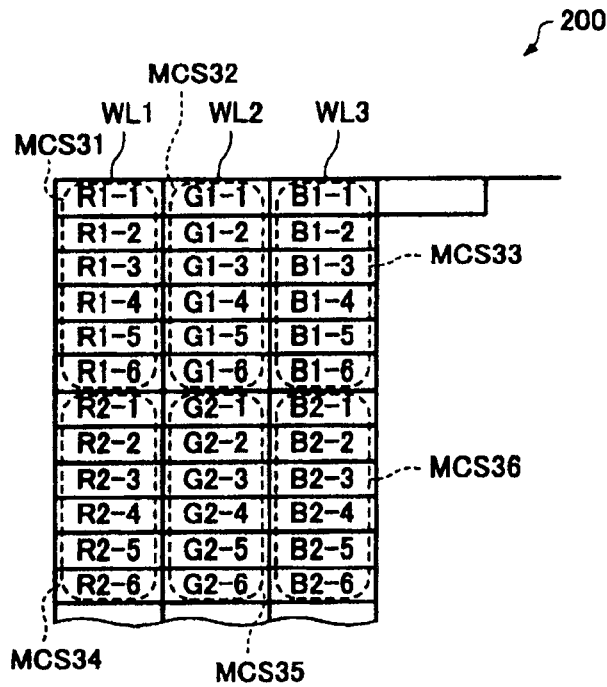 200
MCS32
WL1 WL2 WL3
MCS31
R1-1 G1-1 B1-1
R1-2 G1-2 B1-2
R1-3 G1-3 B1-3
MCS33
R1-4 G1-4 B1-4
R1-5 G1-5 B1-5
R1-6 G1-6 B1-6
R2-1 G2-1 B2-1
R2-2 G2-2 B2-2
R2-3 G2-3 B2-3
MCS36
R2-4 G2-4 B2-4
R2-5 G2-5 B2-5
R2-6 G2-6 B2-6
MCS34
MCS35